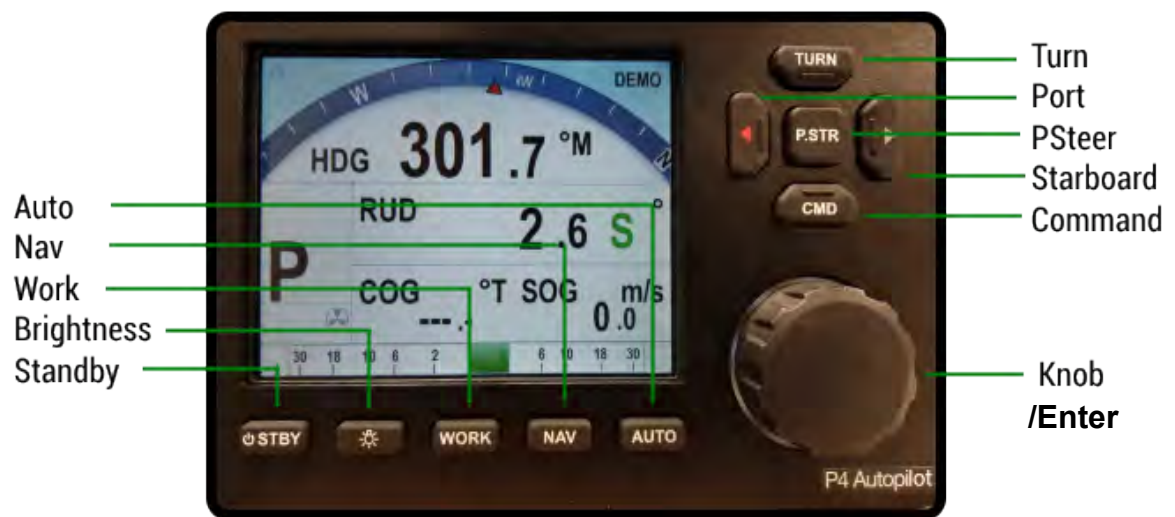 TURN
Turn
DEMO
W
NW
N
Port
P.STR
PSteer
HDG 301.7 °M
Starboard
CMD
Command
Auto
RUD 2.6 S °
Nav
P
Work
COG °T SOG m/s
---.- 0.0
Brightness
30 18 10 6 2 6 10 18 30
Standby
Knob
/Enter
STBY WORK NAV AUTO
P4 Autopilot